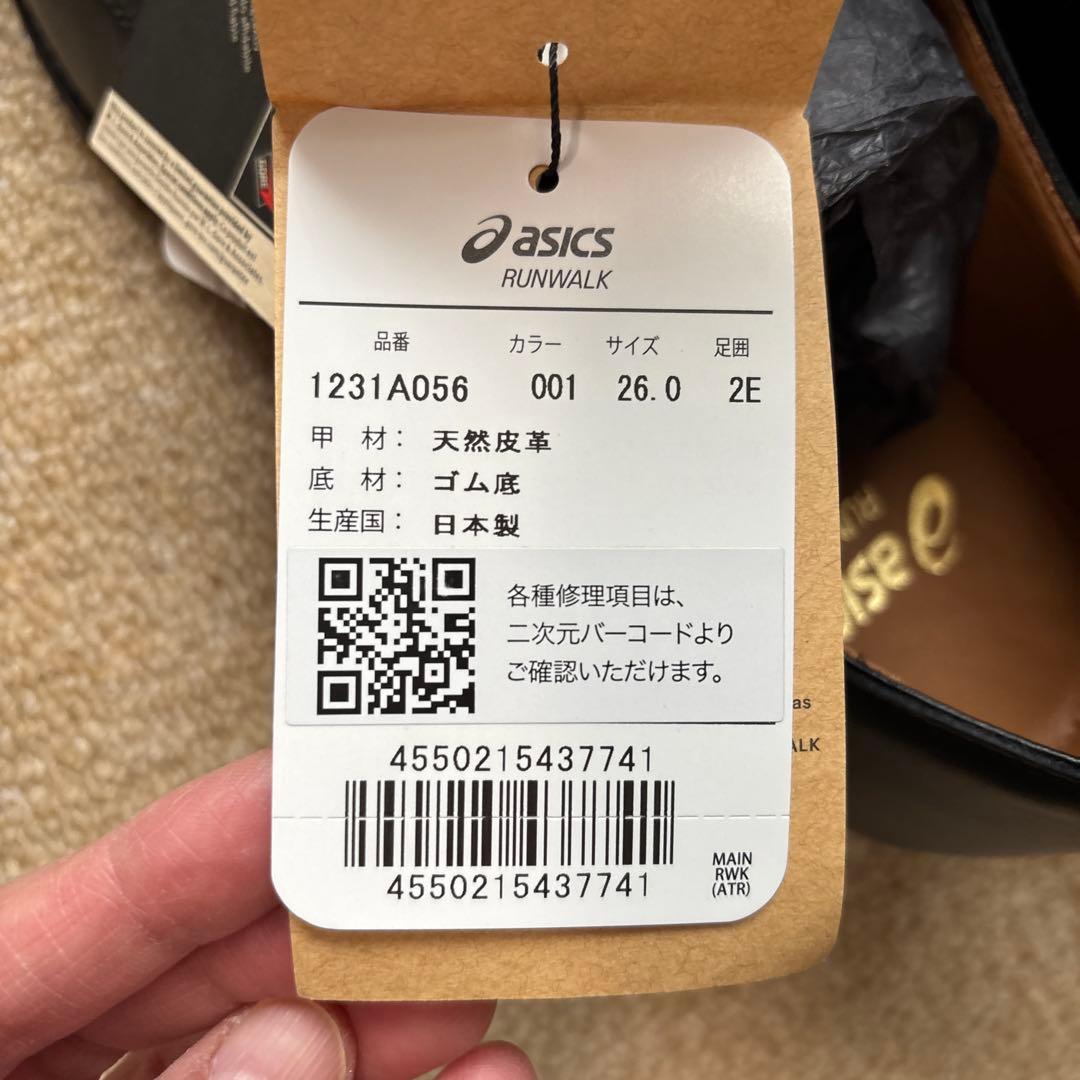 asics
RUNWALK
品番 カラー サイズ 足囲
1231A056 001 26.0 2E
甲 材： 天然皮革
底 材： ゴム底
生産国： 日本製
各種修理項目は、
二次元バーコードより
ご確認いただけます。
4550215437741
4550215437741
MAIN
RWK
(ATR)
as
ALK
asics